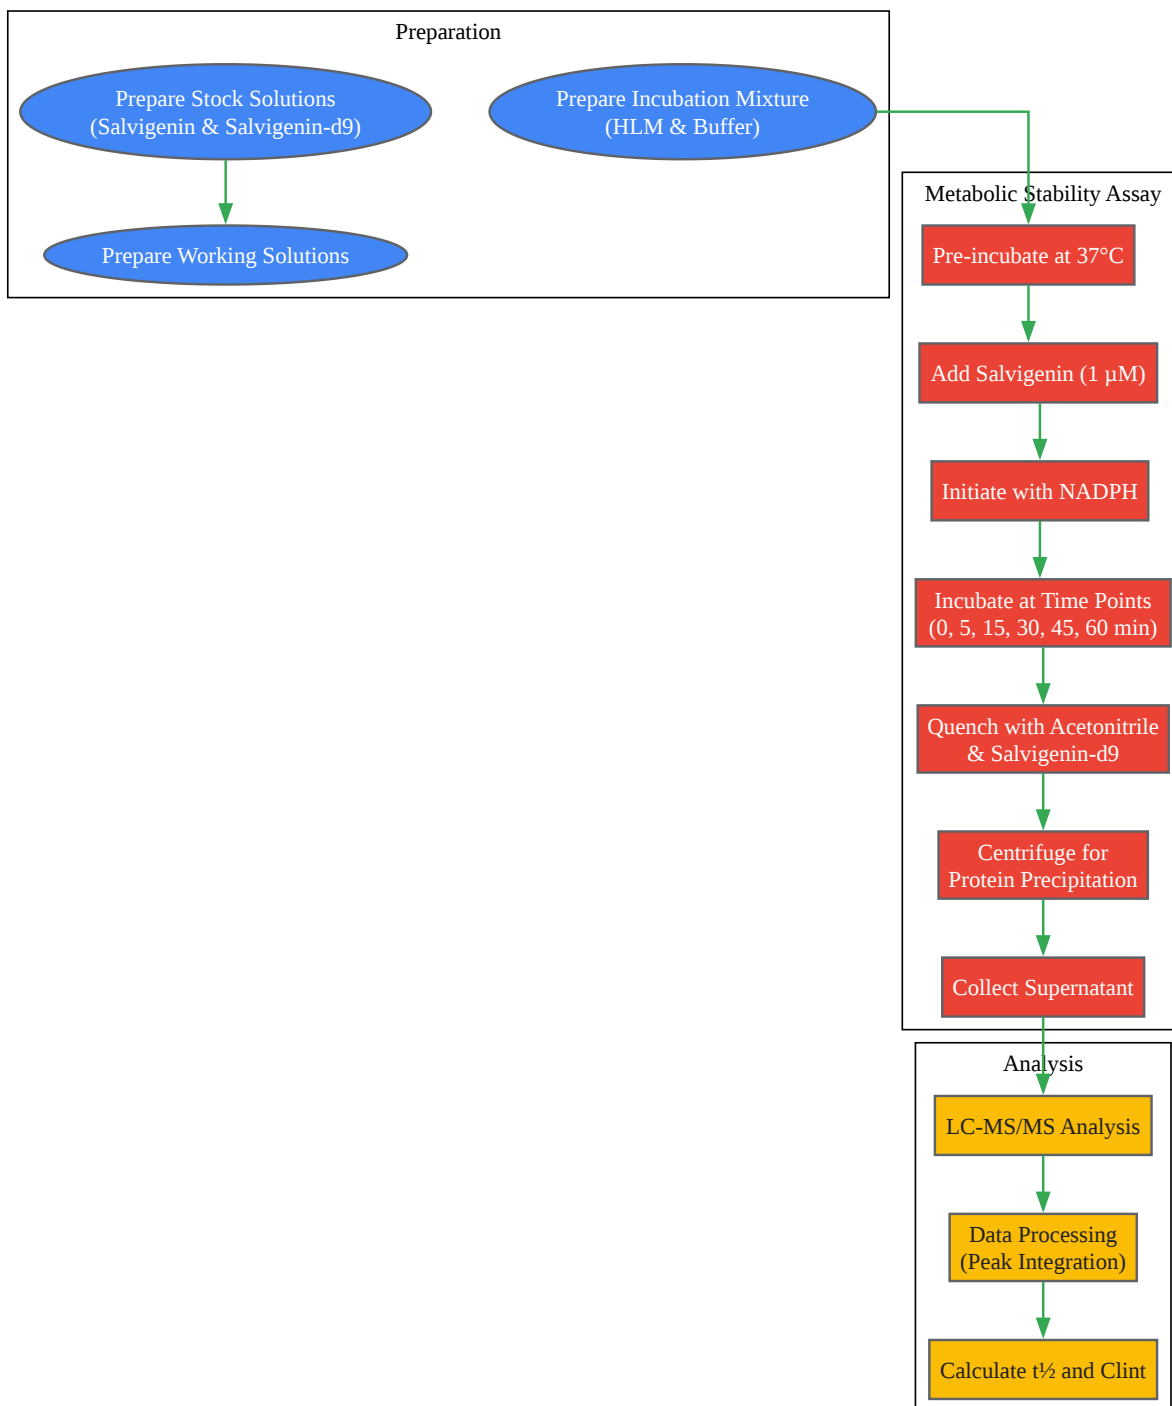 Preparation
Prepare Stock Solutions
(Salvigenin & Salvigenin-d9)
Prepare Incubation Mixture
(HLM & Buffer)
Prepare Working Solutions
Metabolic Stability Assay
Pre-incubate at 37°C
Add Salvigenin (1 µM)
Initiate with NADPH
Incubate at Time Points
(0, 5, 15, 30, 45, 60 min)
Quench with Acetonitrile
& Salvigenin-d9
Centrifuge for
Protein Precipitation
Collect Supernatant
Analysis
LC-MS/MS Analysis
Data Processing
(Peak Integration)
Calculate t½ and Clint